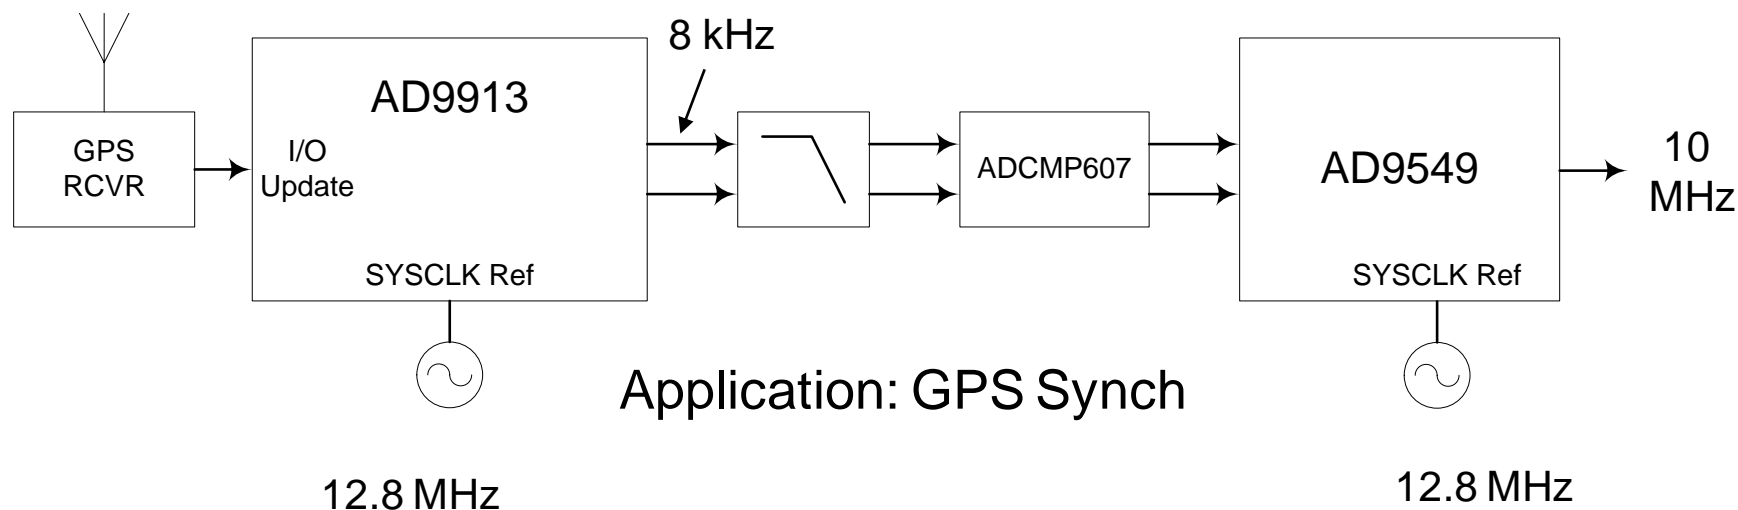 8 kHz
AD9913
GPS
RCVR
I/O
Update
ADCMP607
AD9549
10
MHz
SYSCLK Ref
SYSCLK Ref
Application: GPS Synch
12.8 MHz
12.8 MHz